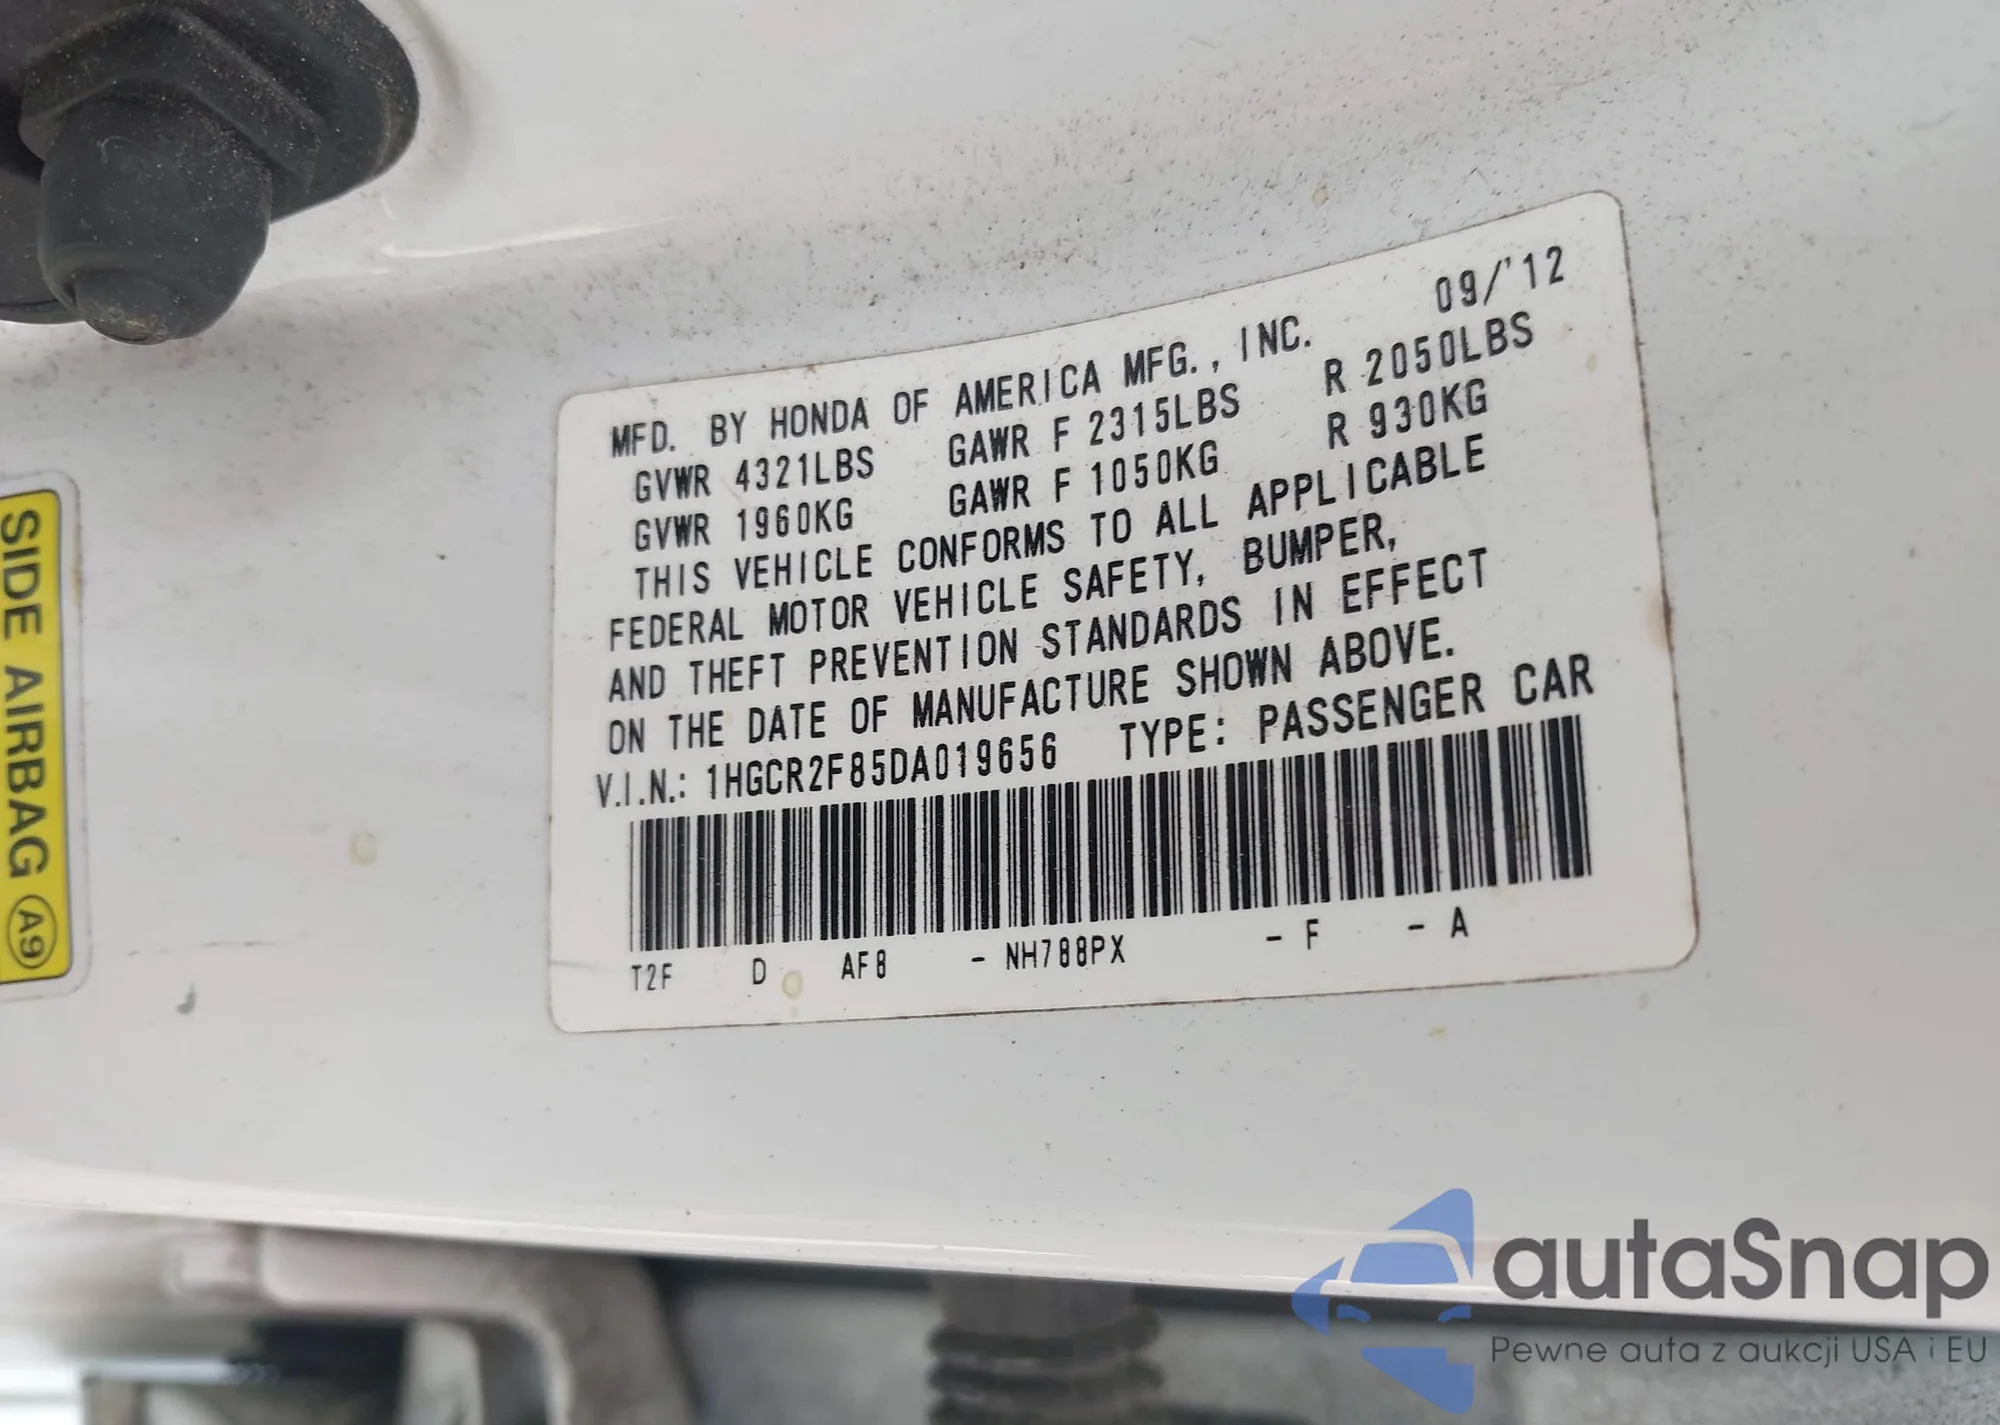 09/'12
MFD. BY HONDA OF AMERICA MFG., INC.
GVWR 4321LBS GAWR F 2315LBS R 2050LBS
GVWR 1960KG GAWR F 1050KG R 930KG
THIS VEHICLE CONFORMS TO ALL APPLICABLE
FEDERAL MOTOR VEHICLE SAFETY, BUMPER,
AND THEFT PREVENTION STANDARDS IN EFFECT
ON THE DATE OF MANUFACTURE SHOWN ABOVE.
V.I.N.: 1HGCR2F85DA019656 TYPE: PASSENGER CAR
T2F D AF8 - NH788PX - F - A
SIDE AIRBAG A9
autaSnap
Pewne auta z aukcji USA i EU